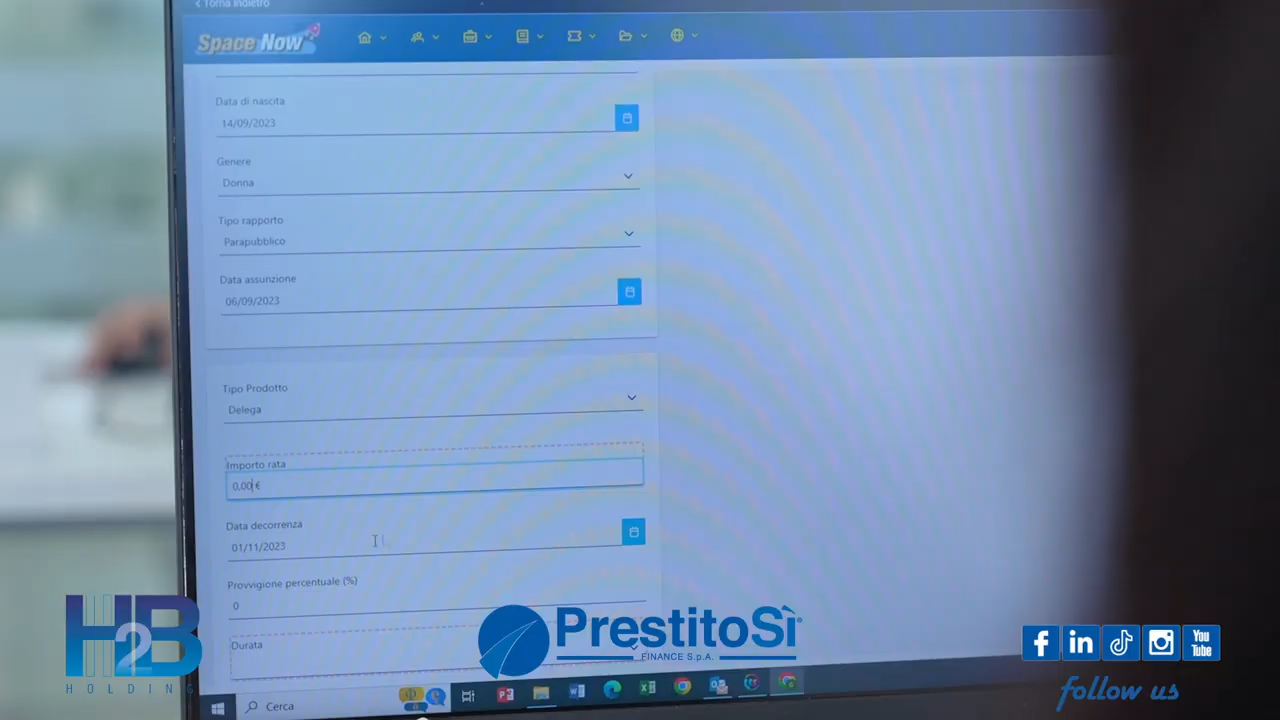 Torna indietro
Space Now
Data di nascita
14/09/2023
Genere
Donna
Tipo rapporto
Parapubblico
Data assunzione
06/09/2023
Tipo Prodotto
Delega
Importo rata
0,00 €
Data decorrenza
01/11/2023
Provvigione percentuale (%)
0
Durata
H2B
HOLDING
PrestitoSì
FINANCE S.p.A.
f in You Tube
follow us
Cerca